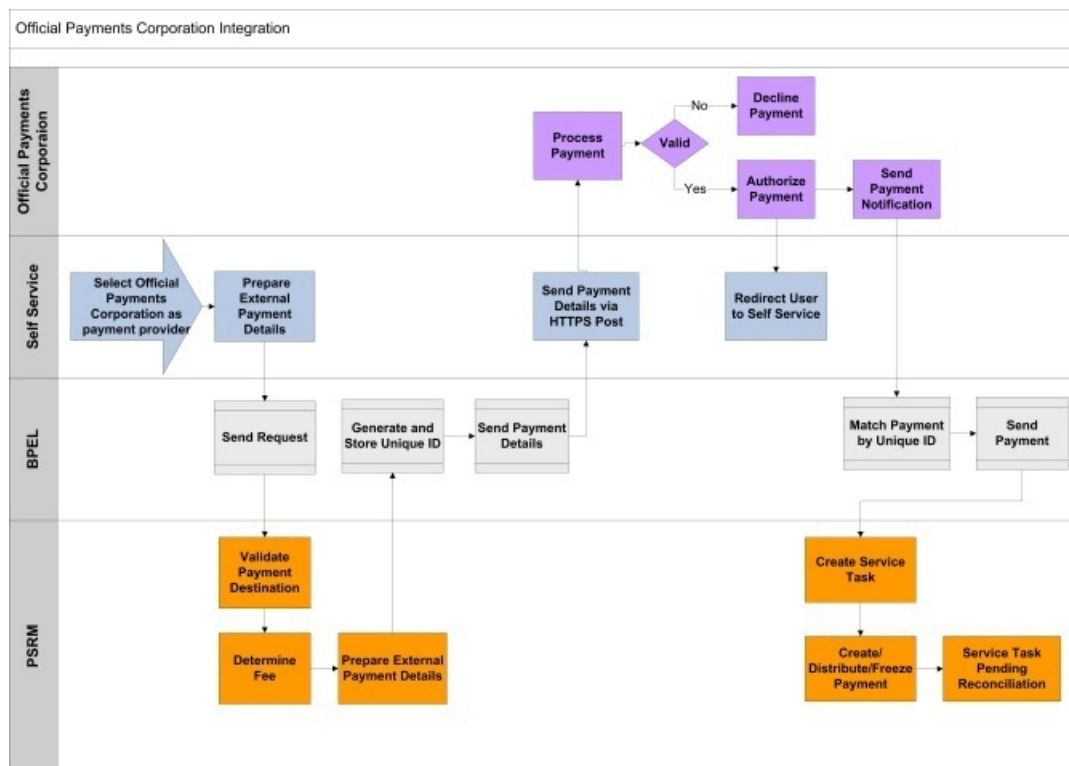 Official Payments Corporation Integration
Official Payments
Corporaion
Process
Payment
Valid
No
Yes
Decline
Payment
Authorize
Payment
Send
Payment
Notification
Self Service
Select Official
Payments
Corporation as
payment provider
Prepare
External
Payment
Details
Send Payment
Details via
HTTPS Post
Redirect User
to Self Service
BPEL
Send Request
Generate and
Store Unique ID
Send Payment
Details
Match Payment
by Unique ID
Send
Payment
PSRM
Validate
Payment
Destination
Determine
Fee
Prepare External
Payment Details
Create Service
Task
Create/
Distribute/Freeze
Payment
Service Task
Pending
Reconciliation